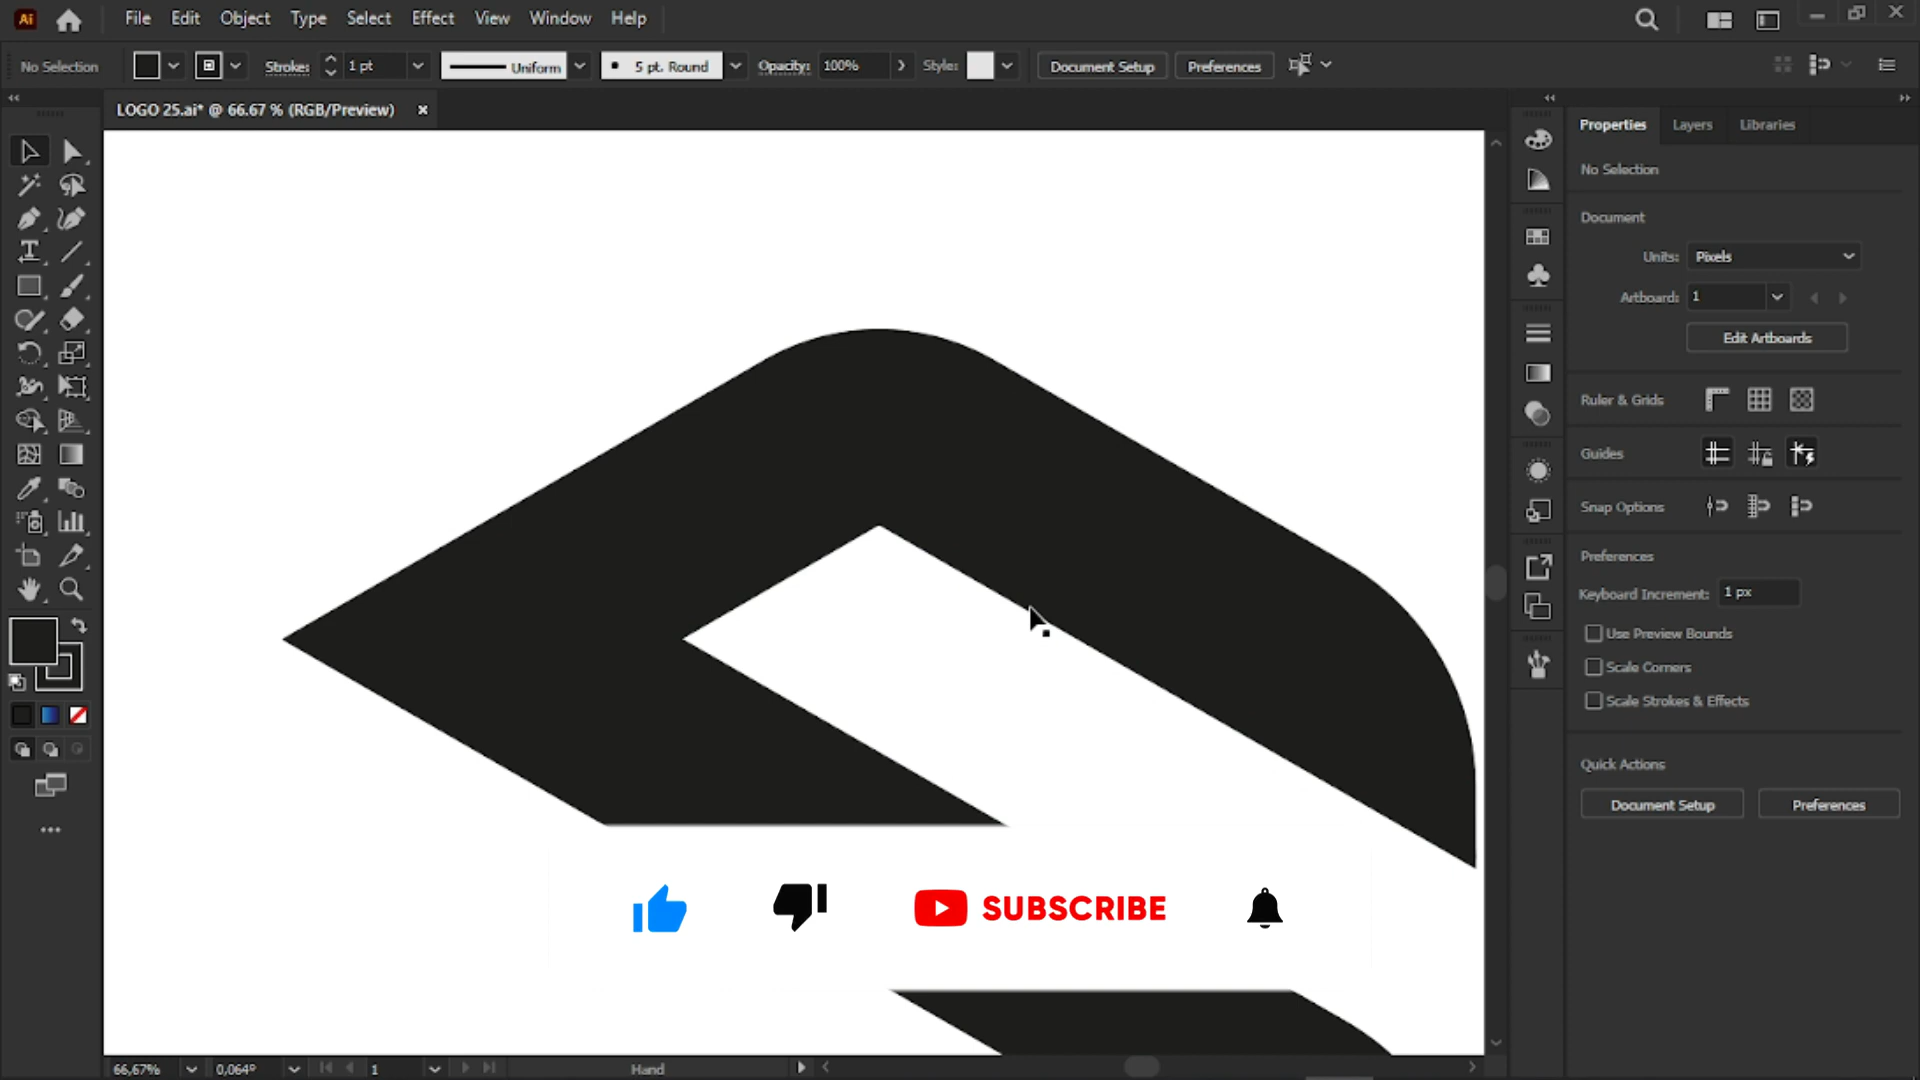 Ai File Edit Object Type Select Effect View Window Help
No Selection Stroke: 1 pt Uniform 5 pt. Round Opacity: 100% Style: Document Setup Preferences
LOGO 25.ai* @ 66.67 % (RGB/Preview) ×
Properties Layers Libraries
No Selection
Document
Units: Pixels
Artboard: 1
Edit Artboards
Ruler & Grids
Guides
Snap Options
Preferences
Keyboard Increment: 1 px
Use Preview Bounds
Scale Corners
Scale Strokes & Effects
Quick Actions
Document Setup Preferences
SUBSCRIBE
66,67% 0,064° 1 Hand